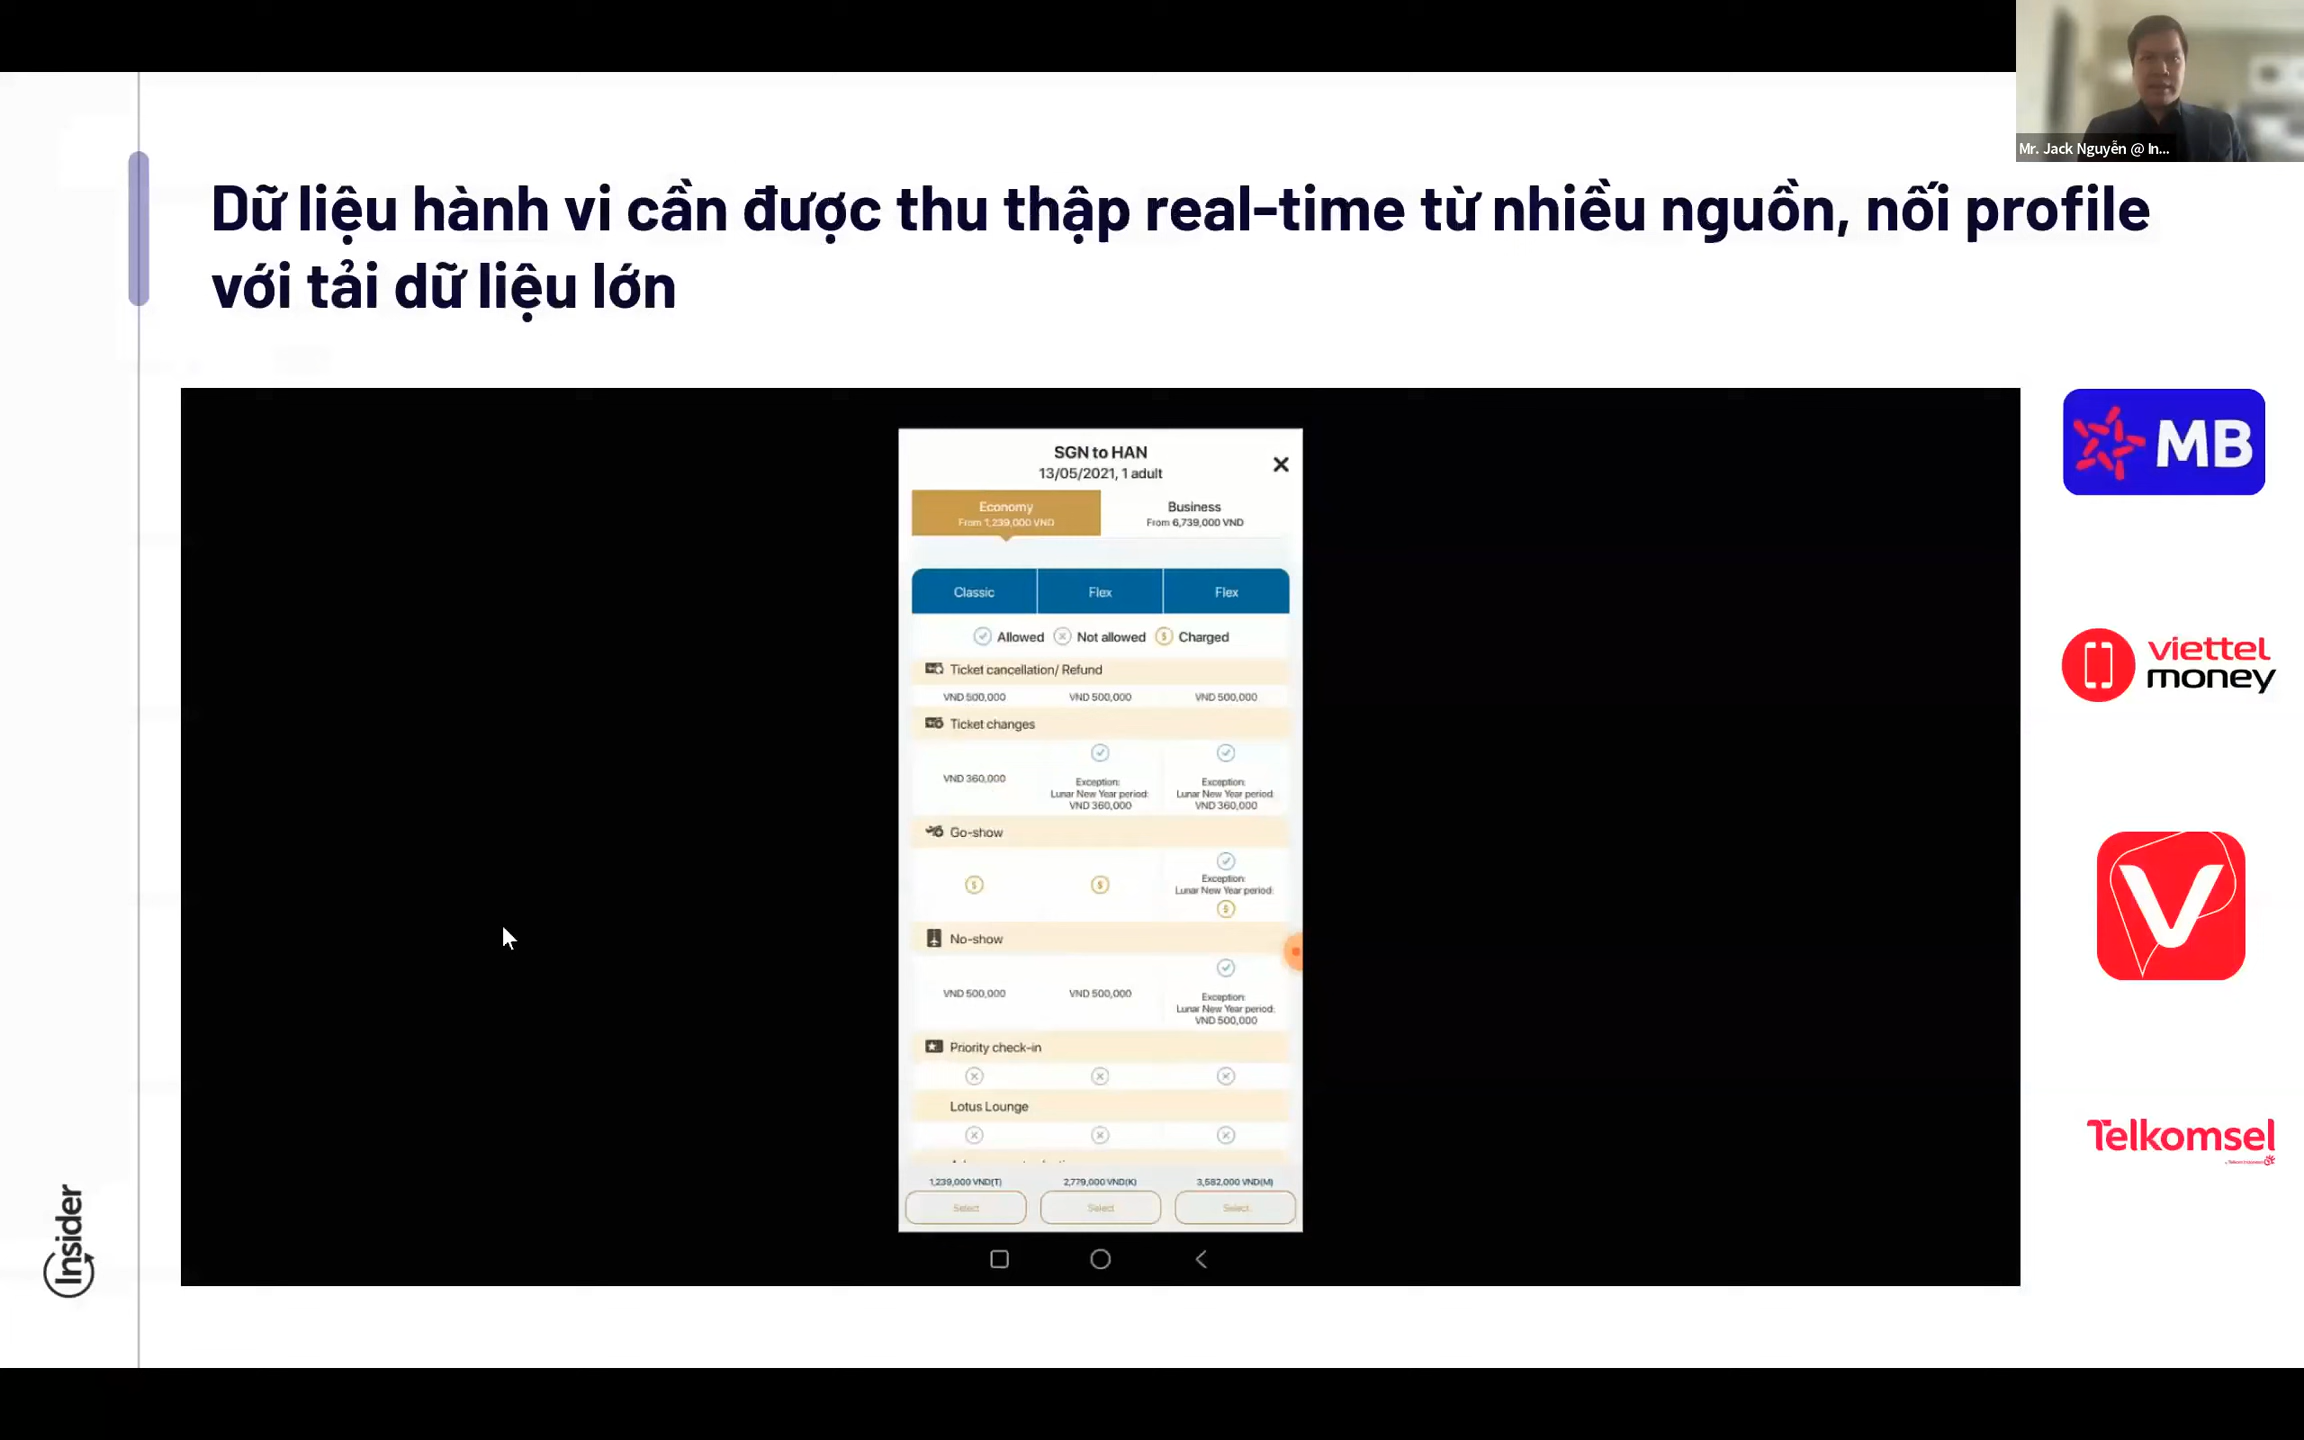 Mr. Jack Nguyễn @ In...
Dữ liệu hành vi cần được thu thập real-time từ nhiều nguồn, nối profile
với tải dữ liệu lớn
SGN to HAN
13/05/2021, 1 adult
Economy
From 1,239,000 VND
Business
From 6,739,000 VND
Classic Flex Flex
Allowed Not allowed Charged
Ticket cancellation/ Refund
VND 500,000 VND 500,000 VND 500,000
Ticket changes
VND 360,000
Exception:
Lunar New Year period:
VND 360,000
Exception:
Lunar New Year period:
VND 360,000
Go-show
Exception:
Lunar New Year period:
No-show
VND 500,000 VND 500,000
Exception:
Lunar New Year period:
VND 500,000
Priority check-in
Lotus Lounge
1,239,000 VND(T) 2,779,000 VND(K) 3,582,000 VND(M)
Select Select Select
MB
viettel
money
V
Telkomsel
Insider